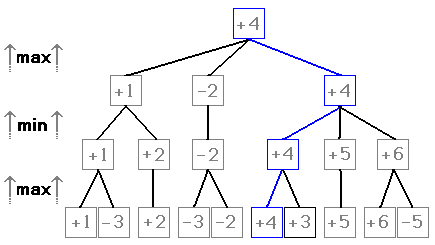 +4
↑max↑
+1 -2 +4
↑min↑
+1 +2 -2 +4 +5 +6
↑max↑
+1 -3 +2 -3 -2 +4 +3 +5 +6 -5